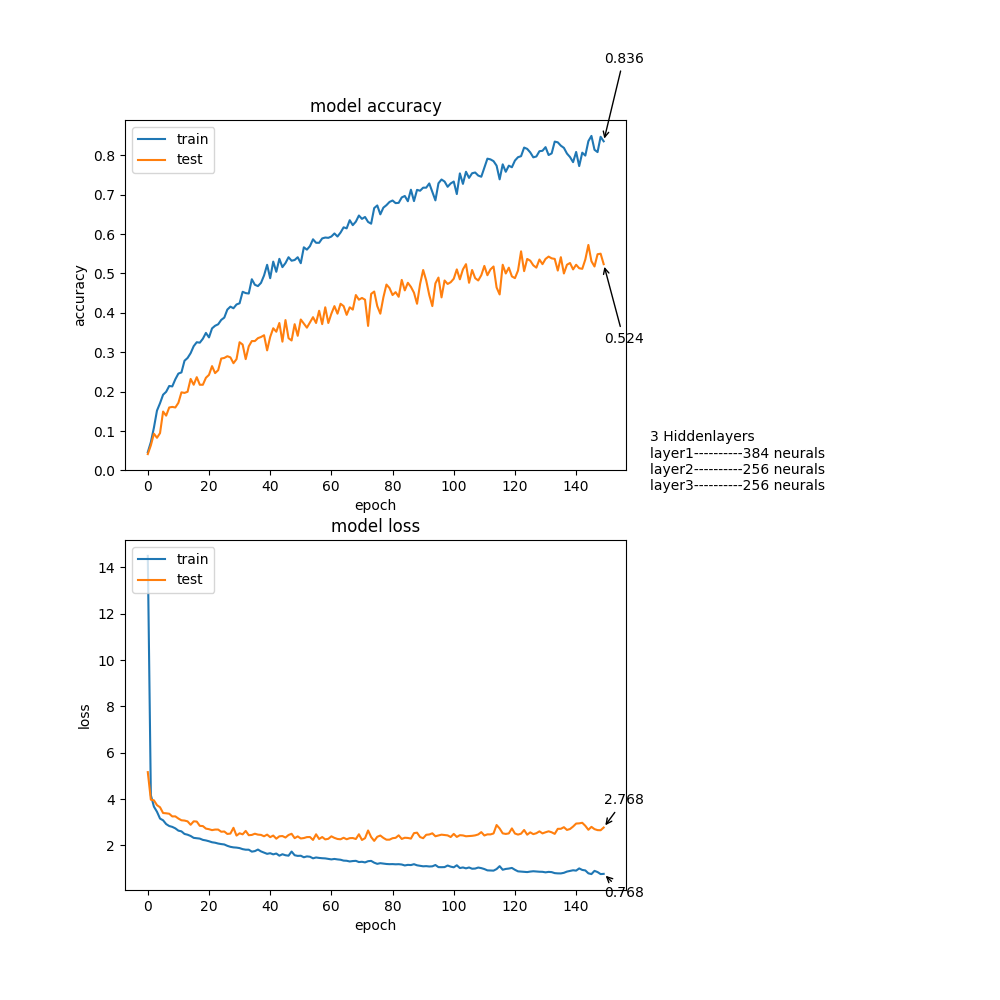 0.836
model accuracy
train
test
0.8
0.7
0.6
0.5
0.4
0.3
0.2
0.1
0.0
accuracy
0.524
0 20 40 60 80 100 120 140
epoch
3 Hiddenlayers
layer1----------384 neurals
layer2----------256 neurals
layer3----------256 neurals
model loss
train
test
14
12
10
8
6
4
2
loss
2.768
0.768
0 20 40 60 80 100 120 140
epoch